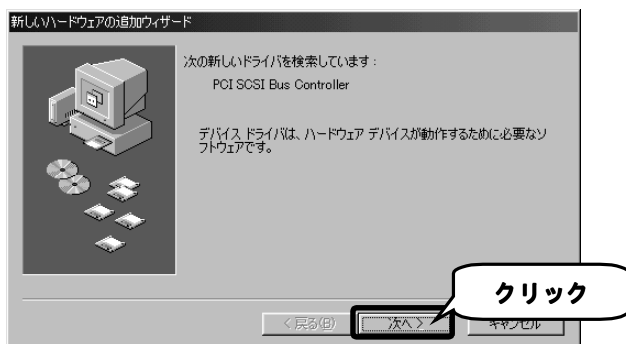 新しいハードウェアの追加ウィザード
次の新しいドライバを検索しています：
PCI SCSI Bus Controller
デバイス ドライバは、ハードウェア デバイスが動作するために必要なソ
フトウェアです。
クリック
< 戻る(B)
次へ >
キャンセル